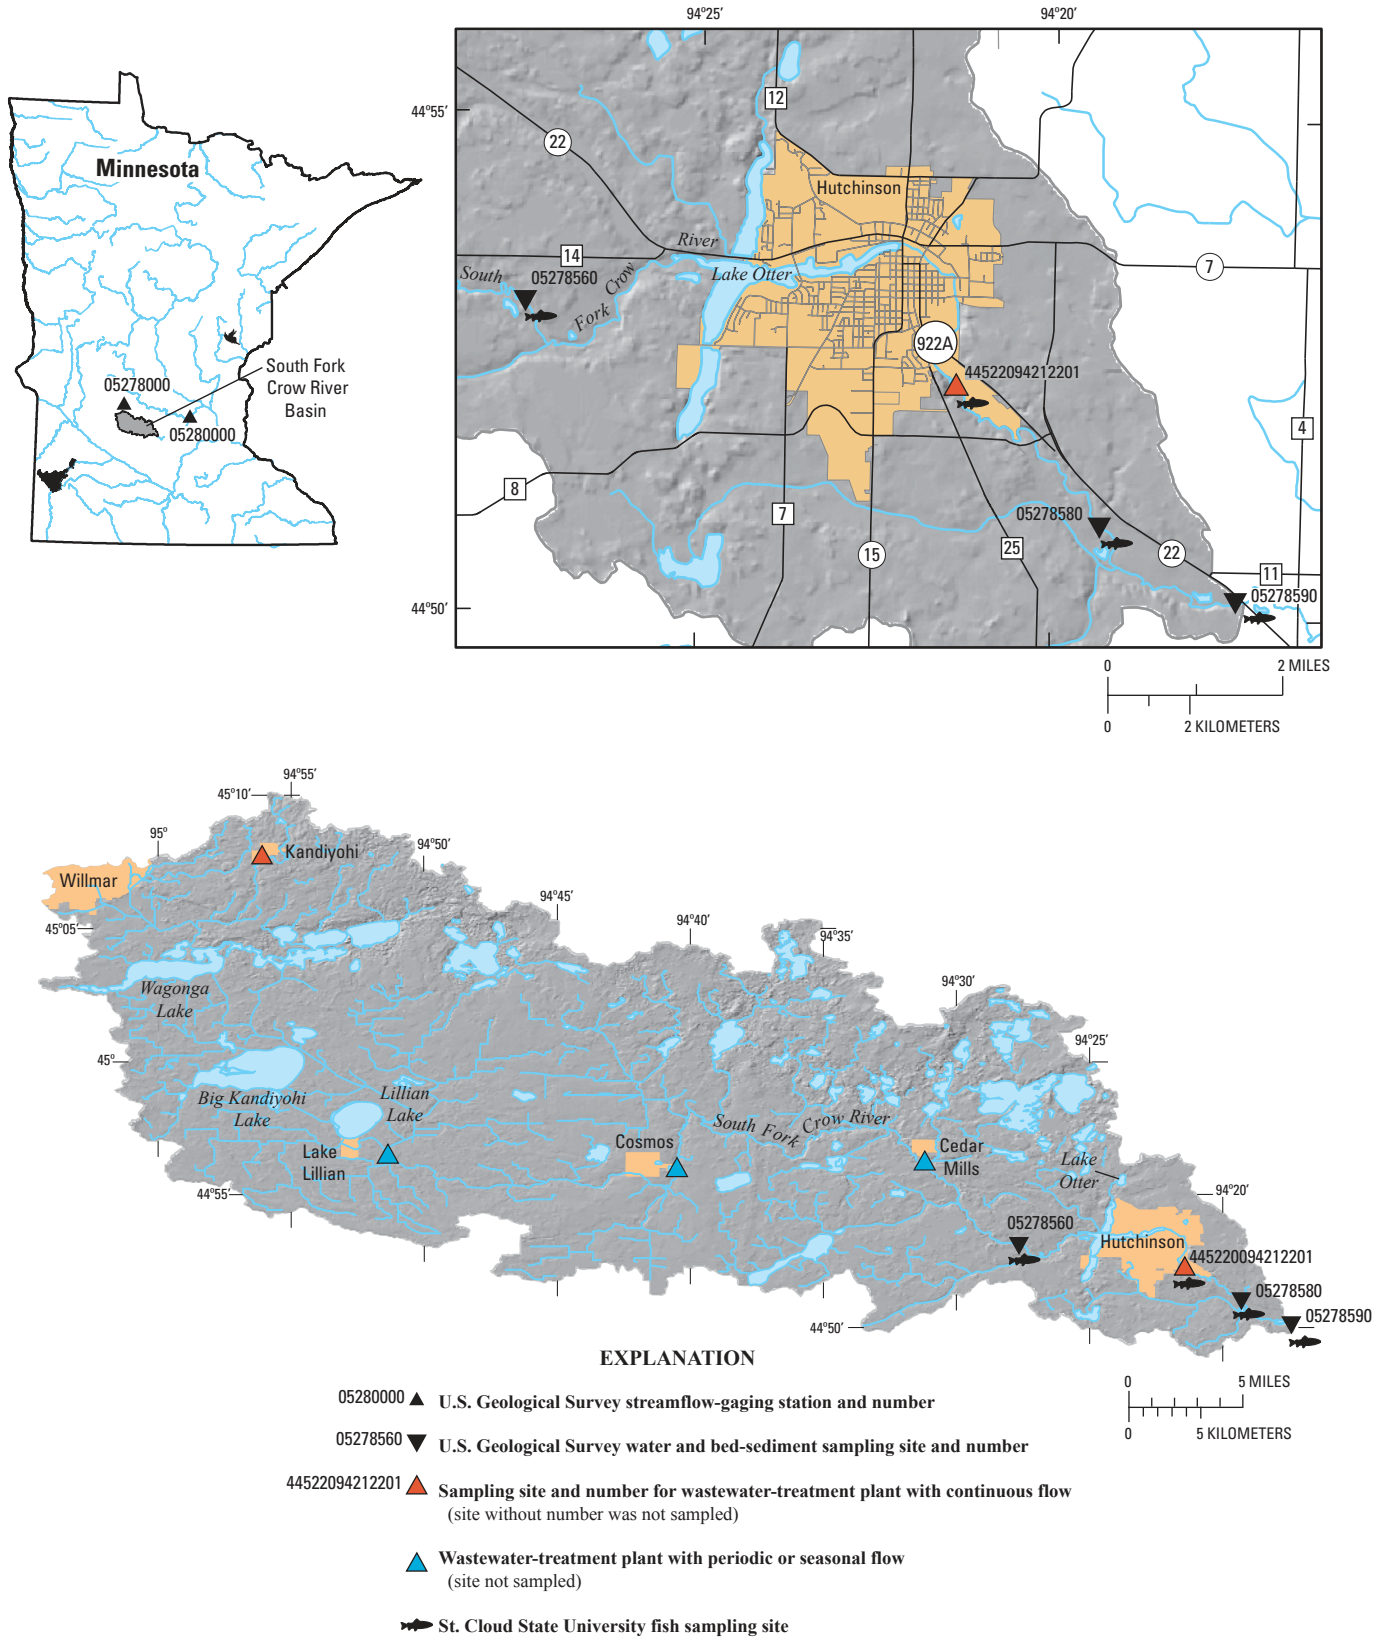 Minnesota
05278000
05280000
South Fork
Crow River
Basin
94°25'
94°20'
44°55'
44°50'
12
22
14
River
Hutchinson
7
South
05278560
Fork Crow
Lake Otter
922A
44522094212201
4
8
7
15
25
05278580
22
11
05278590
0 2 MILES
0 2 KILOMETERS
94°55'
45°10'
95°
Kandiyohi
94°50'
Willmar
94°45'
45°05'
94°40'
94°35'
Wagonga
Lake
94°30'
94°25'
45°
Big Kandiyohi
Lake
Lillian
Lake
South Fork Crow River
Cosmos
Lake
Lillian
Cedar
Mills
Lake
Otter
44°55'
94°20'
05278560
Hutchinson
445220094212201
05278580
05278590
44°50'
0 5 MILES
0 5 KILOMETERS
EXPLANATION
05280000 U.S. Geological Survey streamflow-gaging station and number
05278560 U.S. Geological Survey water and bed-sediment sampling site and number
44522094212201 Sampling site and number for wastewater-treatment plant with continuous flow
(site without number was not sampled)
Wastewater-treatment plant with periodic or seasonal flow
(site not sampled)
St. Cloud State University fish sampling site